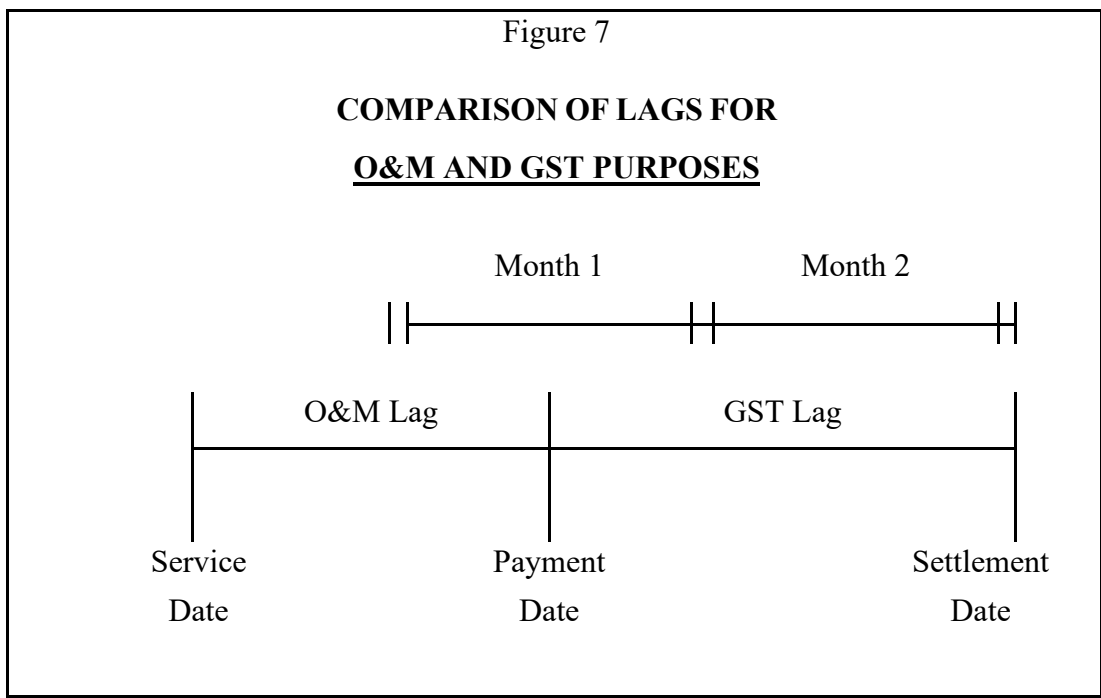 Figure 7
COMPARISON OF LAGS FOR
O&M AND GST PURPOSES
Month 1 Month 2
O&M Lag GST Lag
Service Payment Settlement
Date Date Date